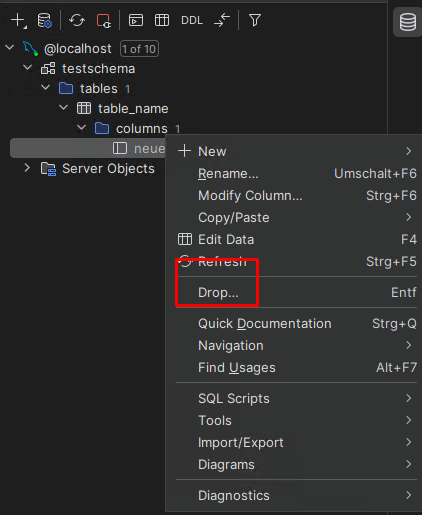 DDL
@localhost 1 of 10
testschema
tables 1
table_name
columns 1
neue
Server Objects
New
Rename... Umschalt+F6
Modify Column... Strg+F6
Copy/Paste
Edit Data F4
Refresh Strg+F5
Drop... Entf
Quick Documentation Strg+Q
Navigation
Find Usages Alt+F7
SQL Scripts
Tools
Import/Export
Diagrams
Diagnostics